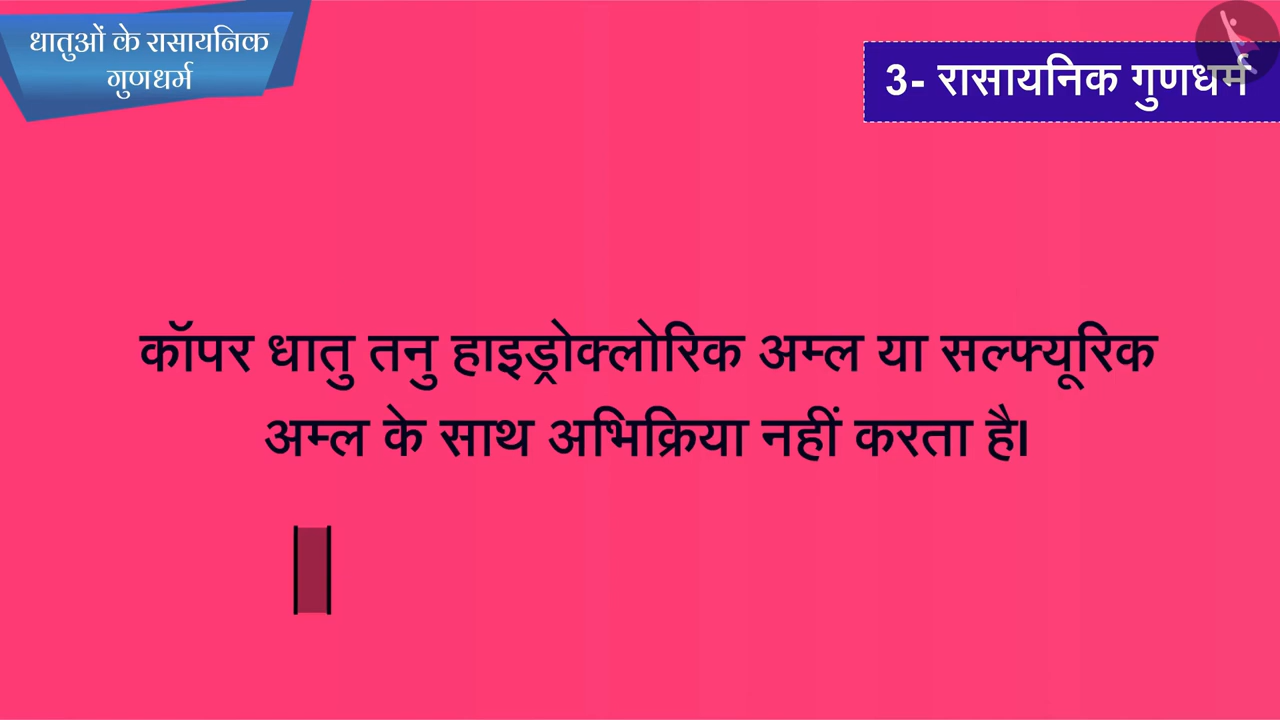 धातुओं के रासायनिक
गुणधर्म
3- रासायनिक गुणधर्म
कॉपर धातु तनु हाइड्रोक्लोरिक अम्ल या सल्फ्यूरिक
अम्ल के साथ अभिक्रिया नहीं करता है।